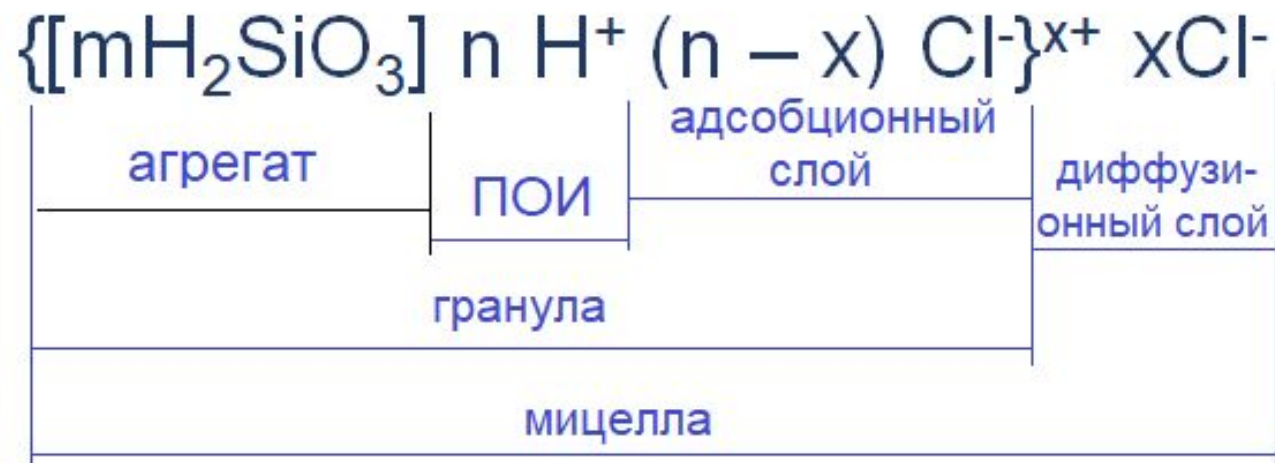 {[mH₂SiO₃] n H⁺ (n – x) Cl⁻}ˣ⁺ xCl⁻
агрегат
ПОИ
адсобционный
слой
диффузи-
онный слой
гранула
мицелла